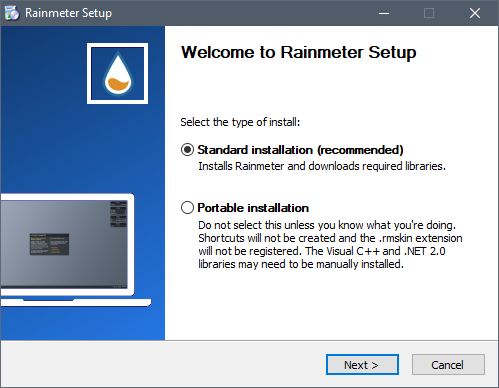 Rainmeter Setup
Welcome to Rainmeter Setup
Select the type of install:
Standard installation (recommended)
Installs Rainmeter and downloads required libraries.
Portable installation
Do not select this unless you know what you're doing.
Shortcuts will not be created and the .rmskin extension
will not be registered. The Visual C++ and .NET 2.0
libraries may need to be manually installed.
Next >
Cancel